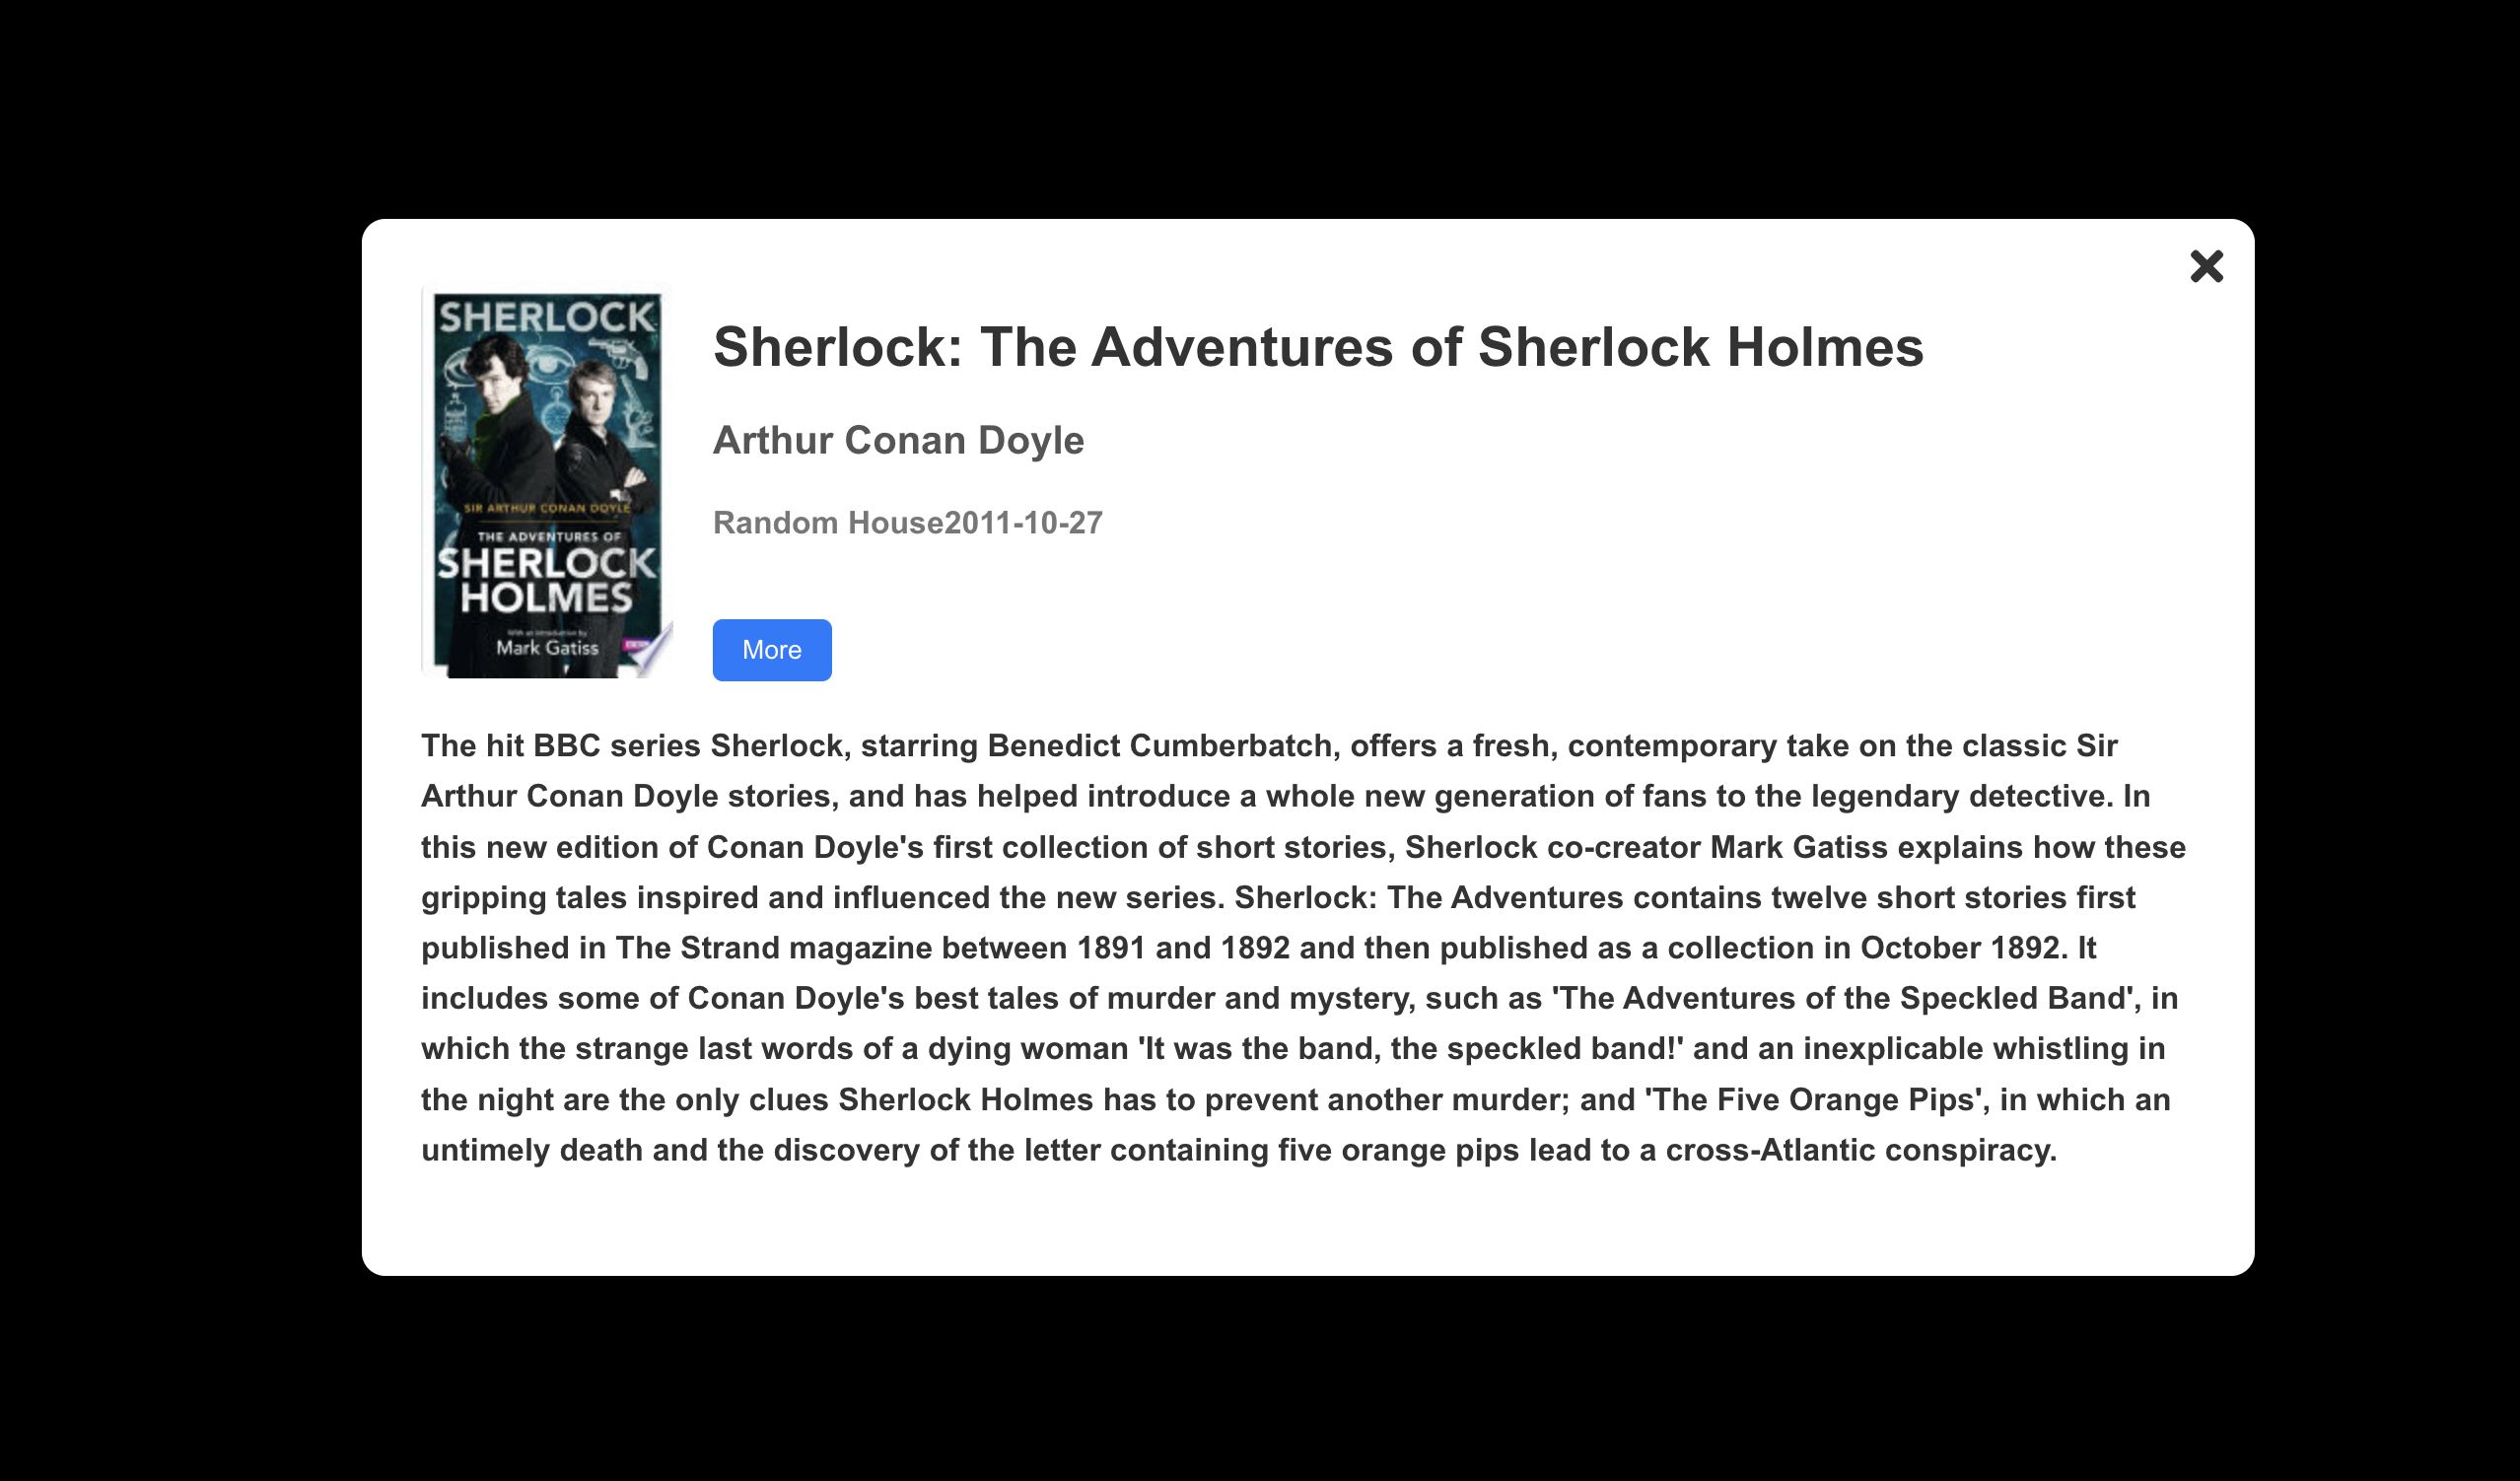 SHERLOCK
SIR ARTHUR CONAN DOYLE
THE ADVENTURES OF
SHERLOCK
HOLMES
With an introduction by
Mark Gatiss
Sherlock: The Adventures of Sherlock Holmes
Arthur Conan Doyle
Random House2011-10-27
More
The hit BBC series Sherlock, starring Benedict Cumberbatch, offers a fresh, contemporary take on the classic Sir
Arthur Conan Doyle stories, and has helped introduce a whole new generation of fans to the legendary detective. In
this new edition of Conan Doyle's first collection of short stories, Sherlock co-creator Mark Gatiss explains how these
gripping tales inspired and influenced the new series. Sherlock: The Adventures contains twelve short stories first
published in The Strand magazine between 1891 and 1892 and then published as a collection in October 1892. It
includes some of Conan Doyle's best tales of murder and mystery, such as 'The Adventures of the Speckled Band', in
which the strange last words of a dying woman 'It was the band, the speckled band!' and an inexplicable whistling in
the night are the only clues Sherlock Holmes has to prevent another murder; and 'The Five Orange Pips', in which an
untimely death and the discovery of the letter containing five orange pips lead to a cross-Atlantic conspiracy.